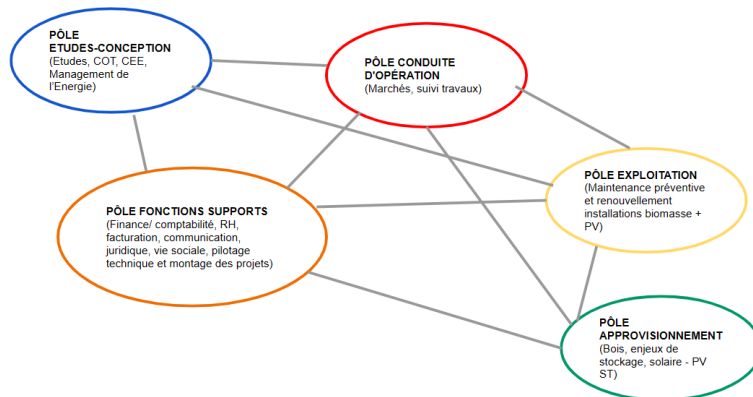 PÔLE
ETUDES-CONCEPTION
(Etudes, COT, CEE,
Management de
l'Energie)
PÔLE CONDUITE
D'OPÉRATION
(Marchés, suivi travaux)
PÔLE EXPLOITATION
(Maintenance préventive
et renouvellement
installations biomasse +
PV)
PÔLE FONCTIONS SUPPORTS
(Finance/ comptabilité, RH,
facturation, communication,
juridique, vie sociale, pilotage
technique et montage des projets)
PÔLE
APPROVISIONNEMENT
(Bois, enjeux de
stockage, solaire - PV
ST)